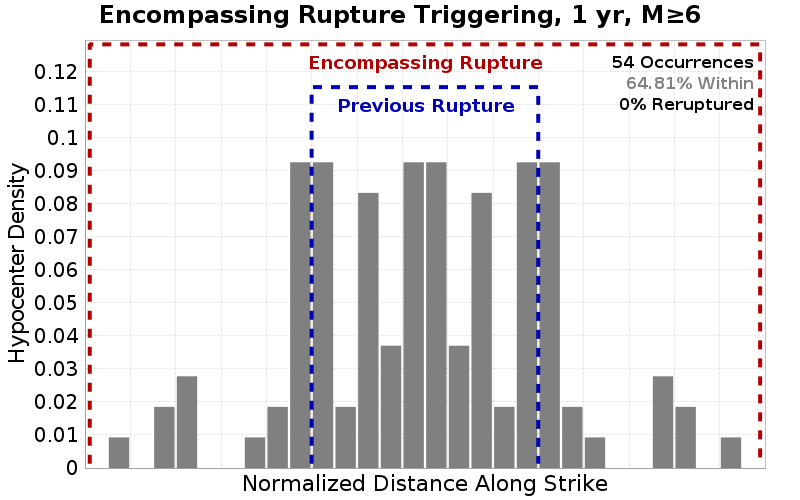 Encompassing Rupture Triggering, 1 yr, M≥6
Encompassing Rupture
54 Occurrences
64.81% Within
0% Reruptured
Previous Rupture
Hypocenter Density
0.12
0.11
0.1
0.09
0.08
0.07
0.06
0.05
0.04
0.03
0.02
0.01
0
Normalized Distance Along Strike